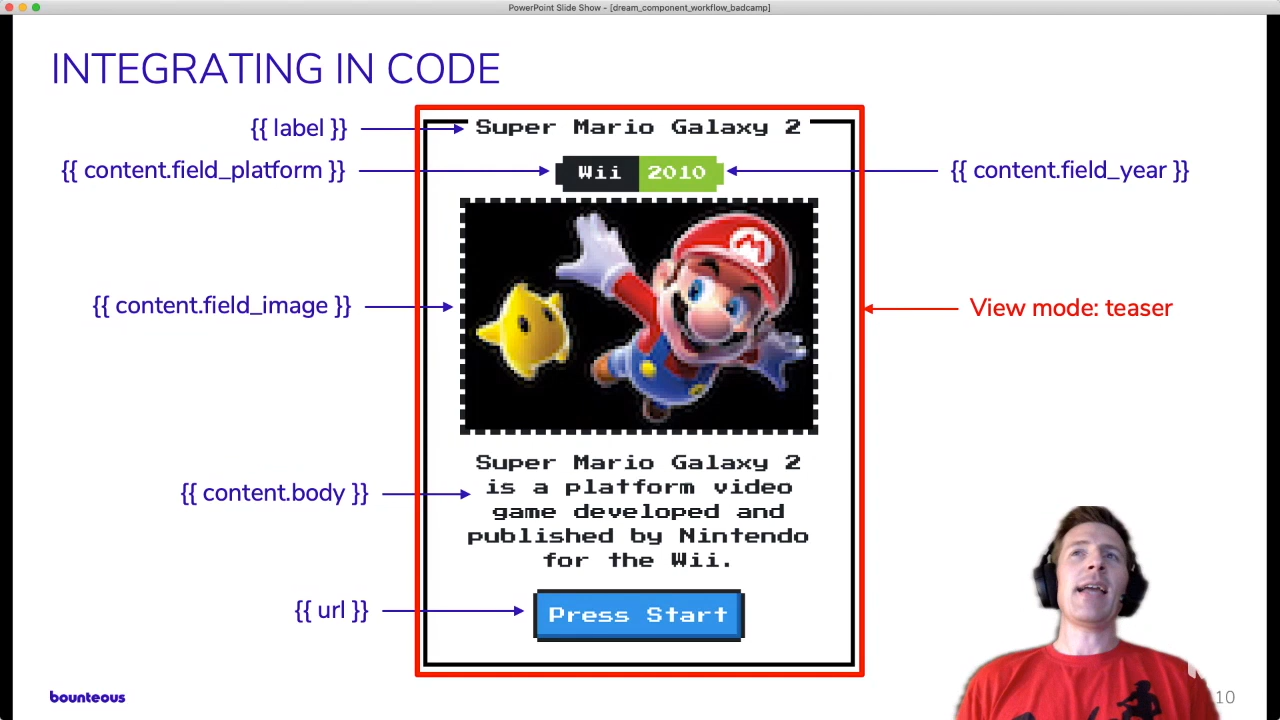 PowerPoint Slide Show - [dream_component_workflow_badcamp]
INTEGRATING IN CODE
{{ label }}
Super Mario Galaxy 2
{{ content.field_platform }}
Wii
2010
{{ content.field_year }}
M
{{ content.field_image }}
View mode: teaser
Super Mario Galaxy 2
is a platform video
game developed and
published by Nintendo
for the Wii.
{{ content.body }}
{{ url }}
Press Start
bounteous
10